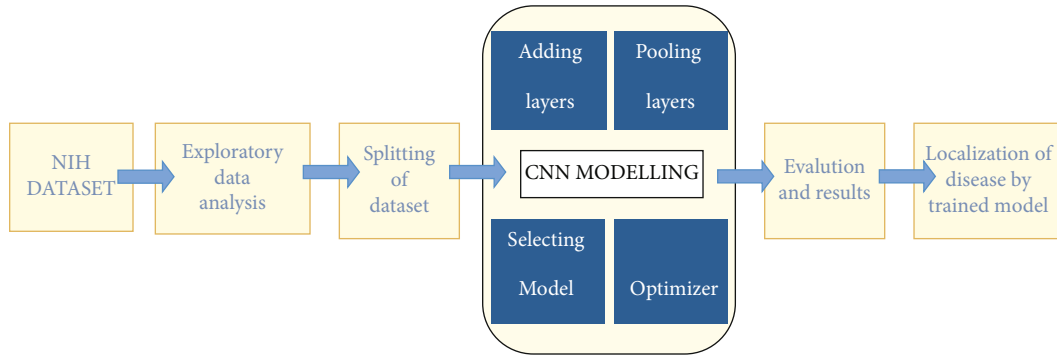 NIH
DATASET
Exploratory
data
analysis
Splitting
of
dataset
Adding
layers
Pooling
layers
CNN MODELLING
Selecting
Model
Optimizer
Evalution
and results
Localization of
disease by
trained model